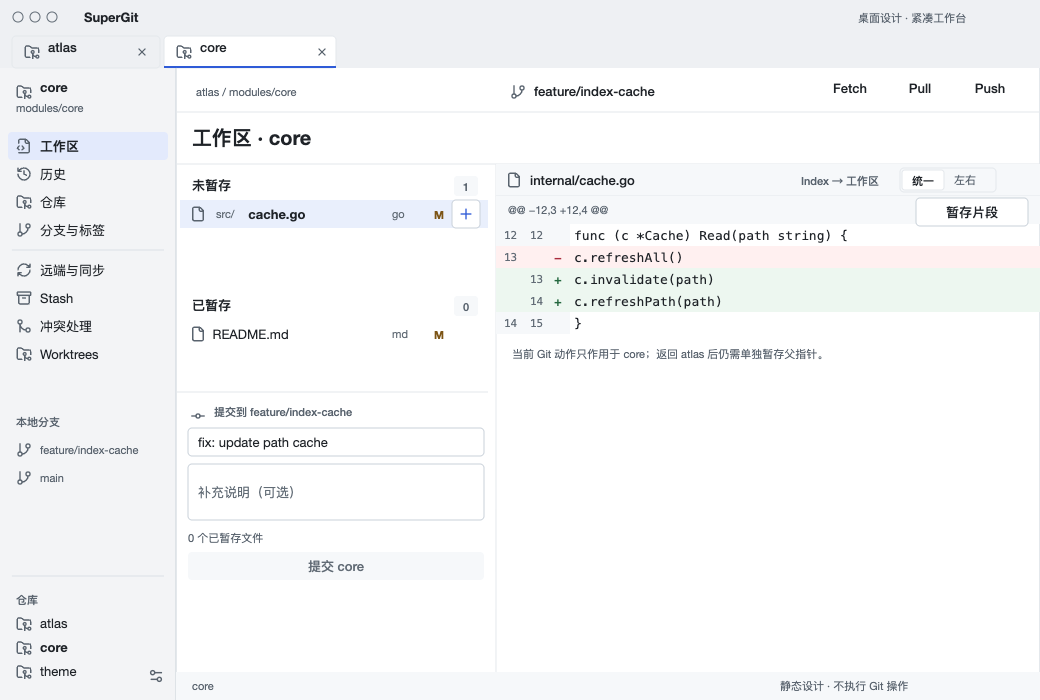 SuperGit
桌面设计 · 紧凑工作台
atlas
core
core
modules/core
工作区
历史
仓库
分支与标签
远端与同步
Stash
冲突处理
Worktrees
本地分支
feature/index-cache
main
仓库
atlas
core
theme
atlas / modules/core
feature/index-cache
Fetch
Pull
Push
工作区 · core
未暂存
1
src/ cache.go go M +
已暂存
0
README.md md M
提交到 feature/index-cache
fix: update path cache
补充说明（可选）
0 个已暂存文件
提交 core
internal/cache.go
Index → 工作区
统一
左右
@@ −12,3 +12,4 @@
暂存片段
12 12 func (c *Cache) Read(path string) {
13 − c.refreshAll()
13 + c.invalidate(path)
14 + c.refreshPath(path)
14 15 }
当前 Git 动作只作用于 core；返回 atlas 后仍需单独暂存父指针。
core
静态设计 · 不执行 Git 操作